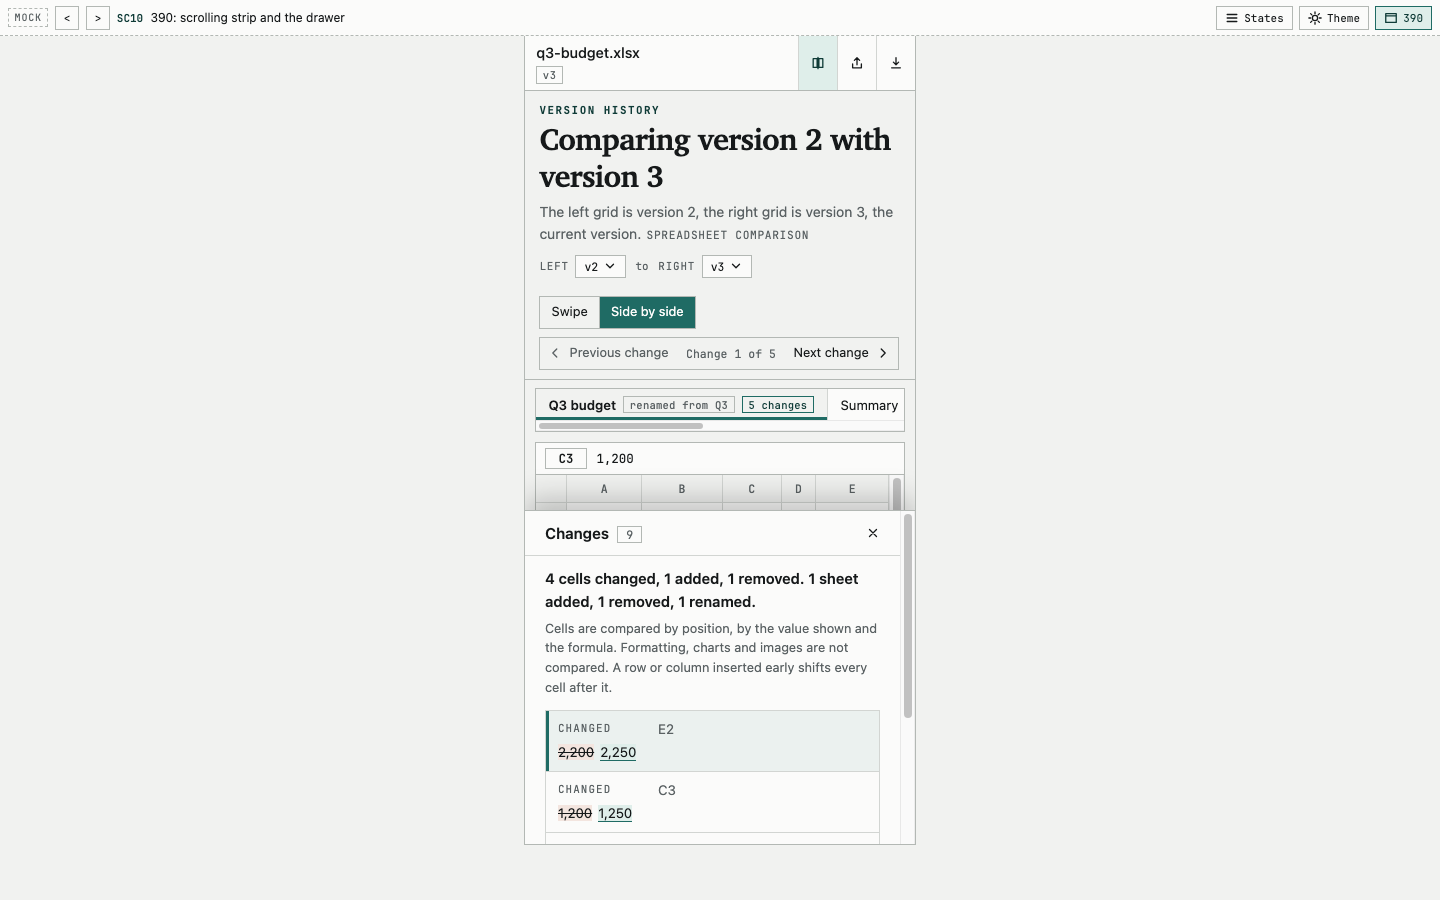 MOCK < > SC10 390: scrolling strip and the drawer States Theme 390
q3-budget.xlsx
v3
VERSION HISTORY
Comparing version 2 with
version 3
The left grid is version 2, the right grid is version 3, the
current version. SPREADSHEET COMPARISON
LEFT v2 to RIGHT v3
Swipe Side by side
Previous change Change 1 of 5 Next change
Q3 budget renamed from Q3 5 changes Summary
C3 1,200
A B C D E
Changes 9
4 cells changed, 1 added, 1 removed. 1 sheet
added, 1 removed, 1 renamed.
Cells are compared by position, by the value shown and
the formula. Formatting, charts and images are not
compared. A row or column inserted early shifts every
cell after it.
CHANGED E2
2,200 2,250
CHANGED C3
1,200 1,250